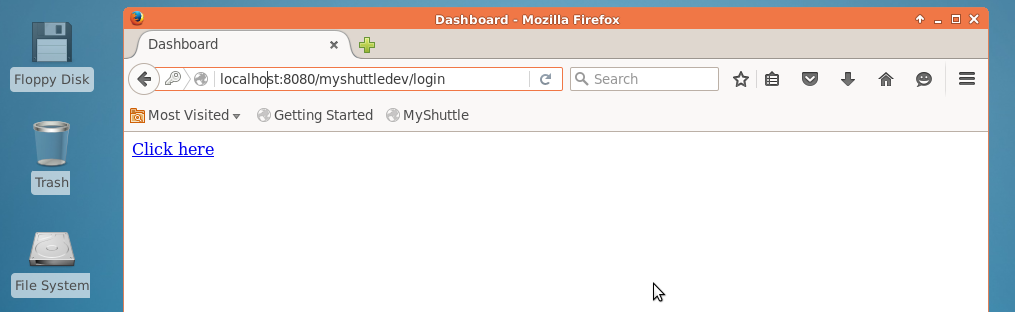 Dashboard - Mozilla Firefox
Dashboard
localhost:8080/myshuttledev/login
Search
Most Visited
Getting Started
MyShuttle
Click here
Floppy Disk
Trash
File System